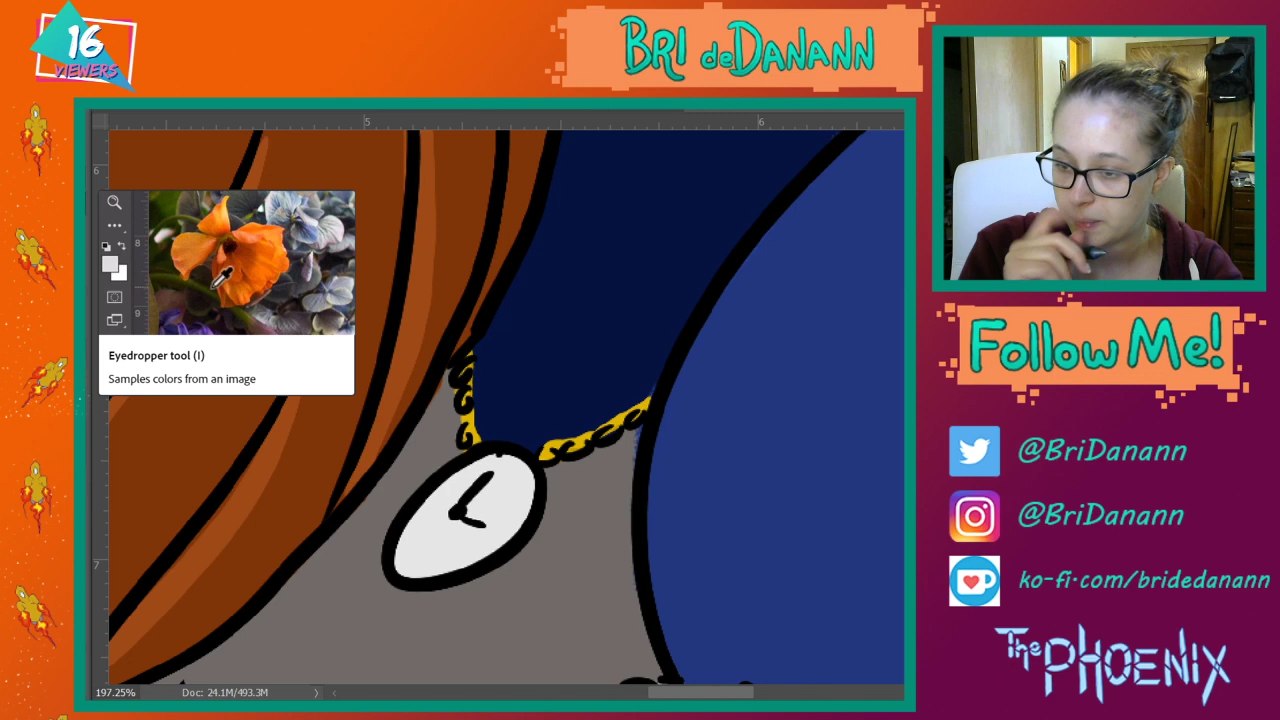 16
VIEWERS
BRI deDANANN
5
6
6
8
9
Eyedropper tool (I)
Samples colors from an image
7
197.25%
Doc: 24.1M/493.3M
Follow Me!
@BriDanann
@BriDanann
ko-fi.com/bridedanann
The PHOENIX